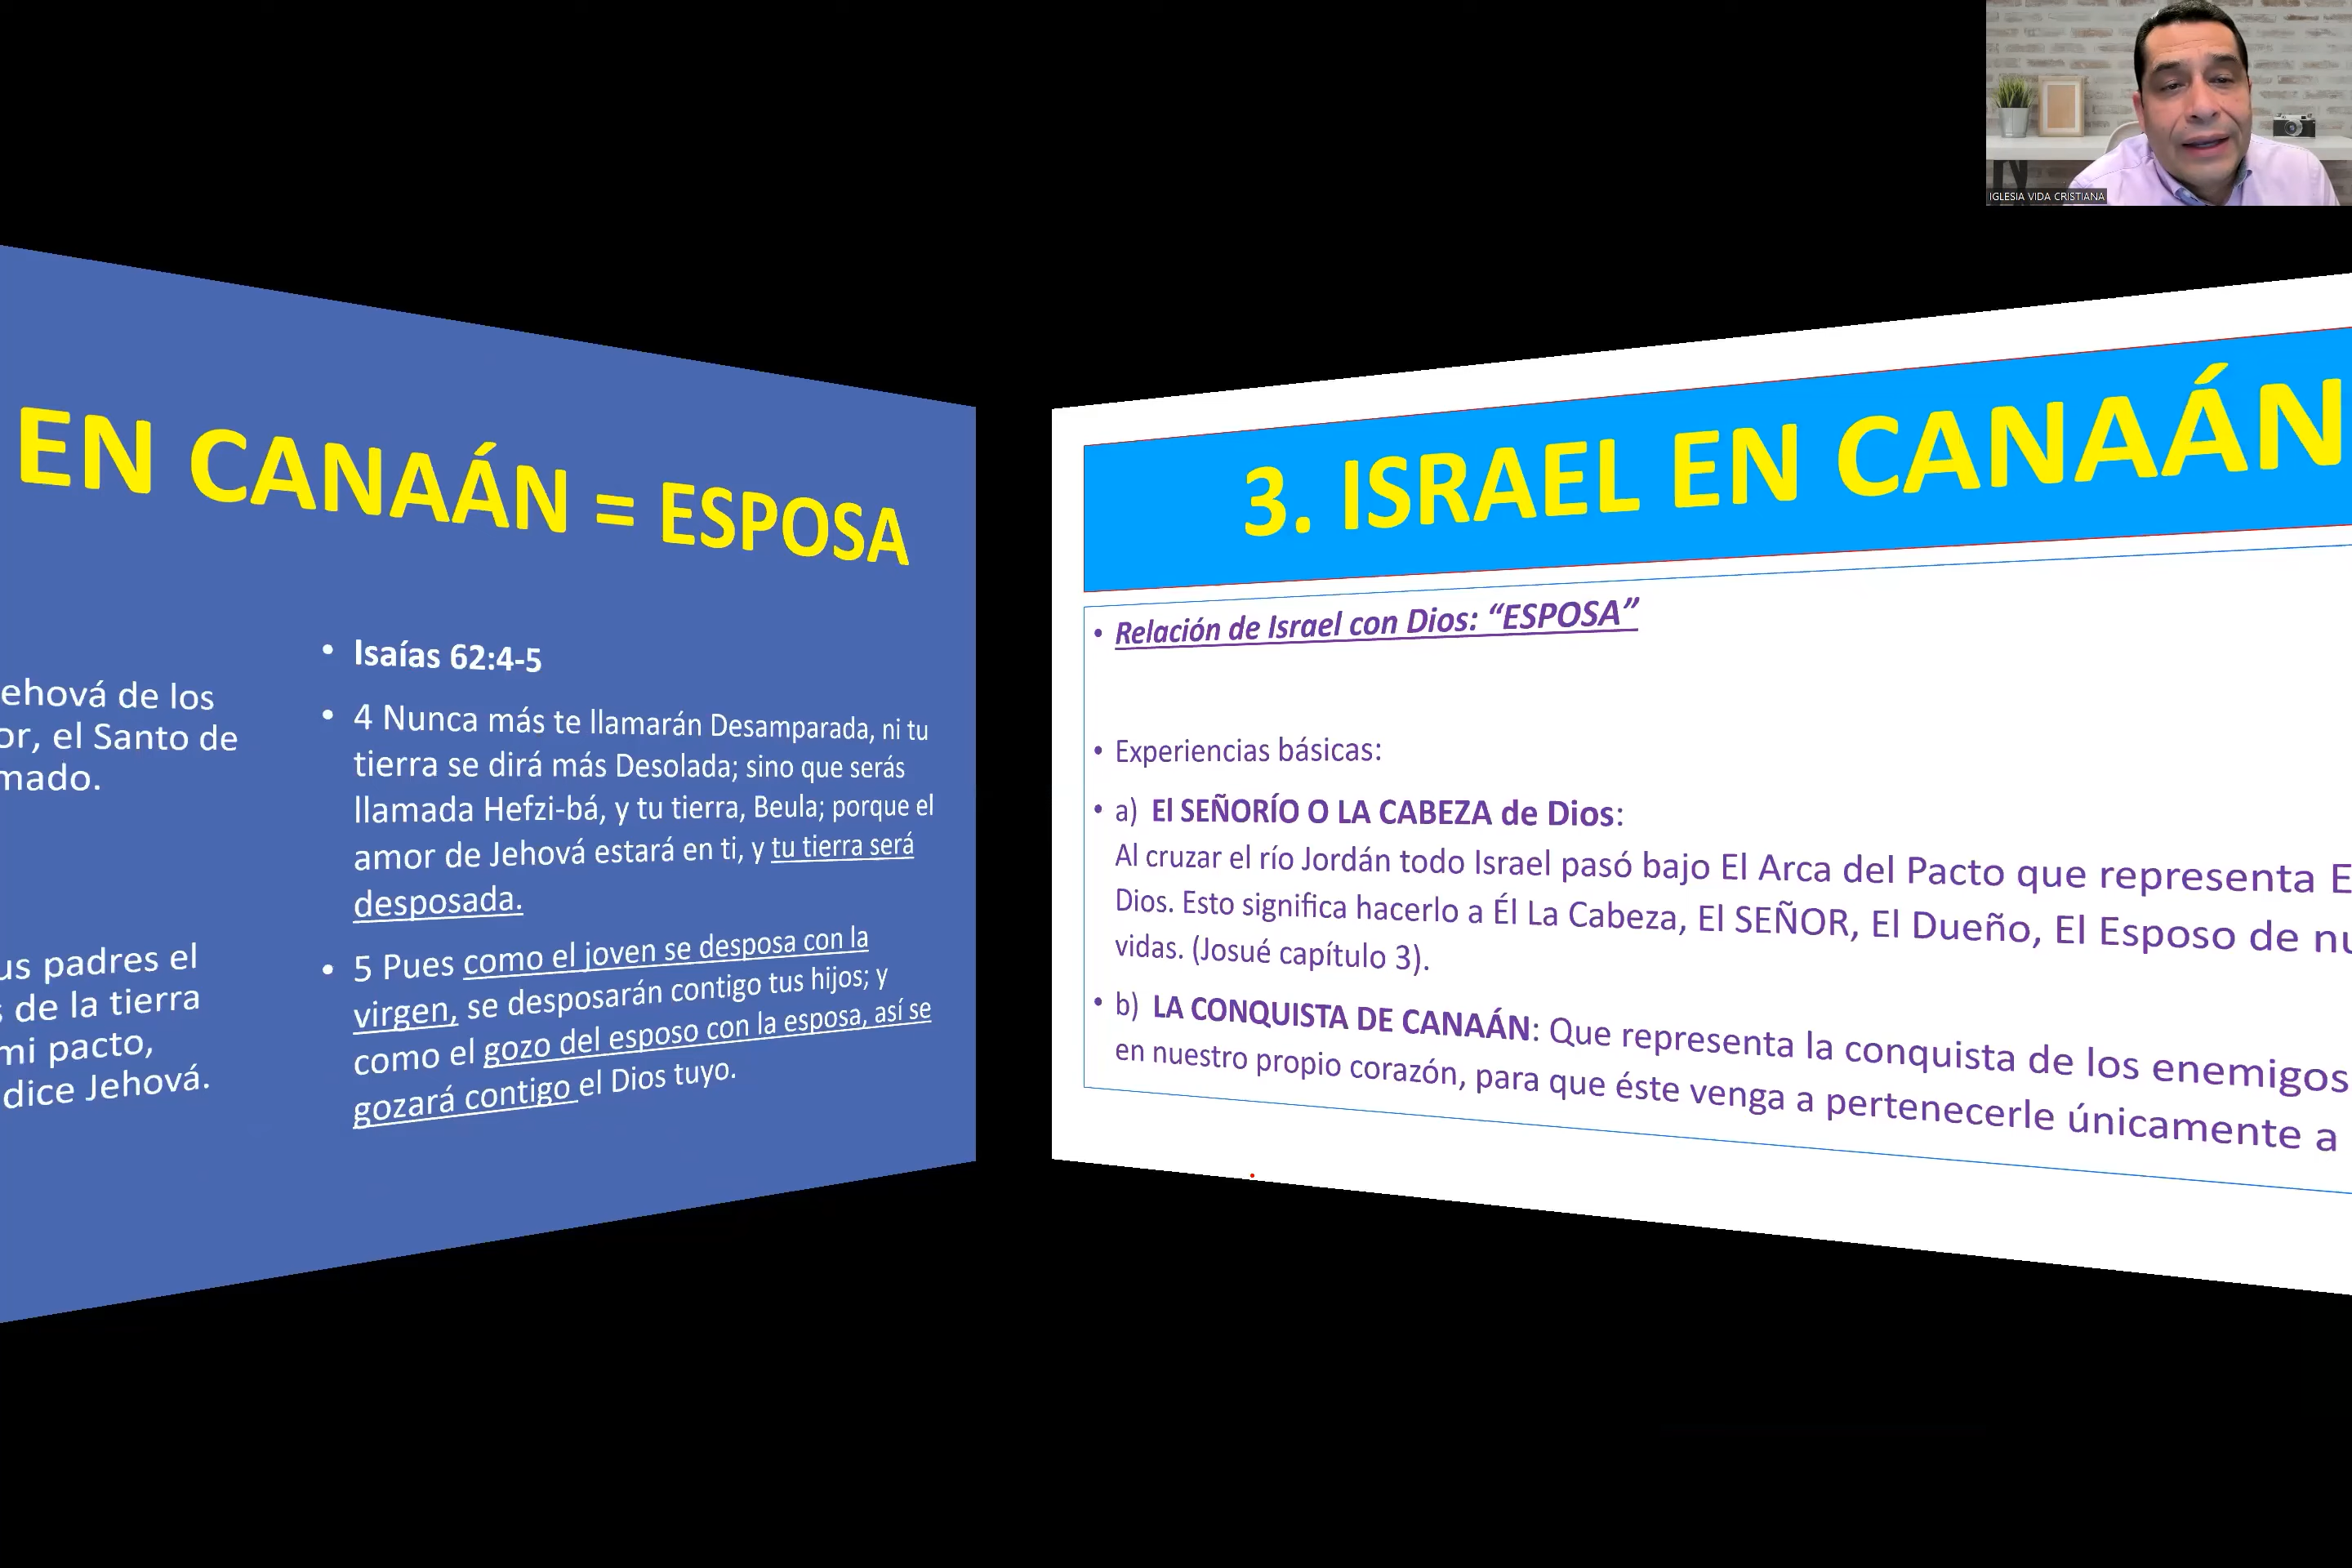 IGLESIA VIDA CRISTIANA
EN CANAÁN = ESPOSA
ehová de los
or, el Santo de
mado.
us padres el
de la tierra
mi pacto,
dice Jehová.
• Isaías 62:4-5
• 4 Nunca más te llamarán Desamparada, ni tu
tierra se dirá más Desolada; sino que serás
llamada Hefzi-bá, y tu tierra, Beula; porque el
amor de Jehová estará en ti, y tu tierra será
desposada.
• 5 Pues como el joven se desposa con la
virgen, se desposarán contigo tus hijos; y
como el gozo del esposo con la esposa, así se
gozará contigo el Dios tuyo.
3. ISRAEL EN CANAÁN
• Relación de Israel con Dios: “ESPOSA”
• Experiencias básicas:
• a) El SEÑORÍO O LA CABEZA de Dios:
Al cruzar el río Jordán todo Israel pasó bajo El Arca del Pacto que representa
Dios. Esto significa hacerlo a Él La Cabeza, El SEÑOR, El Dueño, El Esposo de
vidas. (Josué capítulo 3).
• b) LA CONQUISTA DE CANAÁN: Que representa la conquista de los enemigos
en nuestro propio corazón, para que éste venga a pertenecerle únicamente a